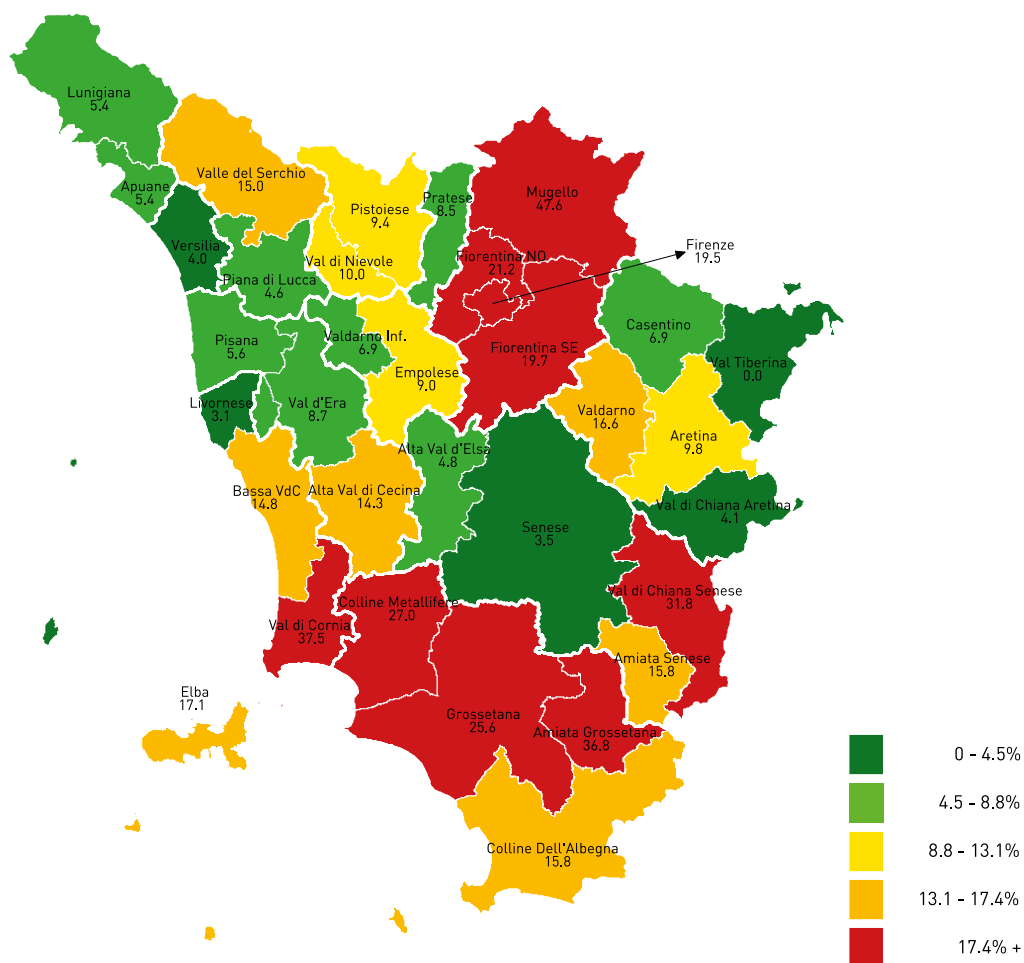 Lunigiana
5.4
Apuane
5.4
Valle del Serchio
15.0
Versilia
4.0
Piana di Lucca
4.6
Pistoiese
9.4
Val di Nievole
10.0
Pratese
8.5
Mugello
47.6
Fiorentina NO
21.2
Firenze
19.5
Fiorentina SE
19.7
Casentino
6.9
Val Tiberina
0.0
Pisana
5.6
Valdarno Inf.
6.9
Empolese
9.0
Livornese
3.1
Val d'Era
8.7
Valdarno
16.6
Aretina
9.8
Alta Val d'Elsa
4.8
Bassa VdC
14.8
Alta Val di Cecina
14.3
Val di Chiana Aretina
4.1
Senese
3.5
Val di Chiana Senese
31.8
Colline Metallifere
27.0
Val di Cornia
37.5
Amiata Senese
15.8
Elba
17.1
Grossetana
25.6
Amiata Grossetana
36.8
Colline Dell'Albegna
15.8
0 - 4.5%
4.5 - 8.8%
8.8 - 13.1%
13.1 - 17.4%
17.4% +